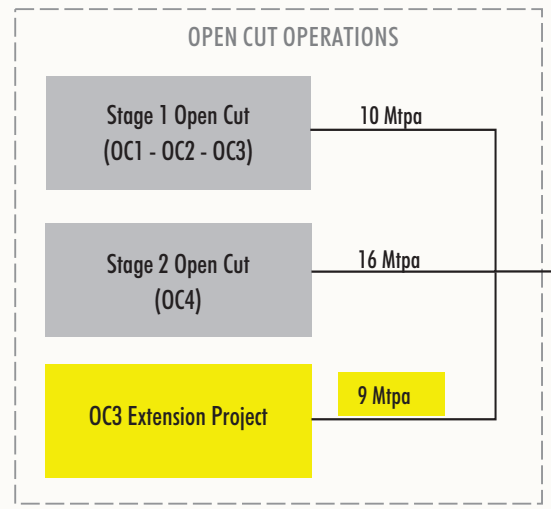 OPEN CUT OPERATIONS
Stage 1 Open Cut
(OC1 - OC2 - OC3)
10 Mtpa
Stage 2 Open Cut
(OC4)
16 Mtpa
OC3 Extension Project
9 Mtpa